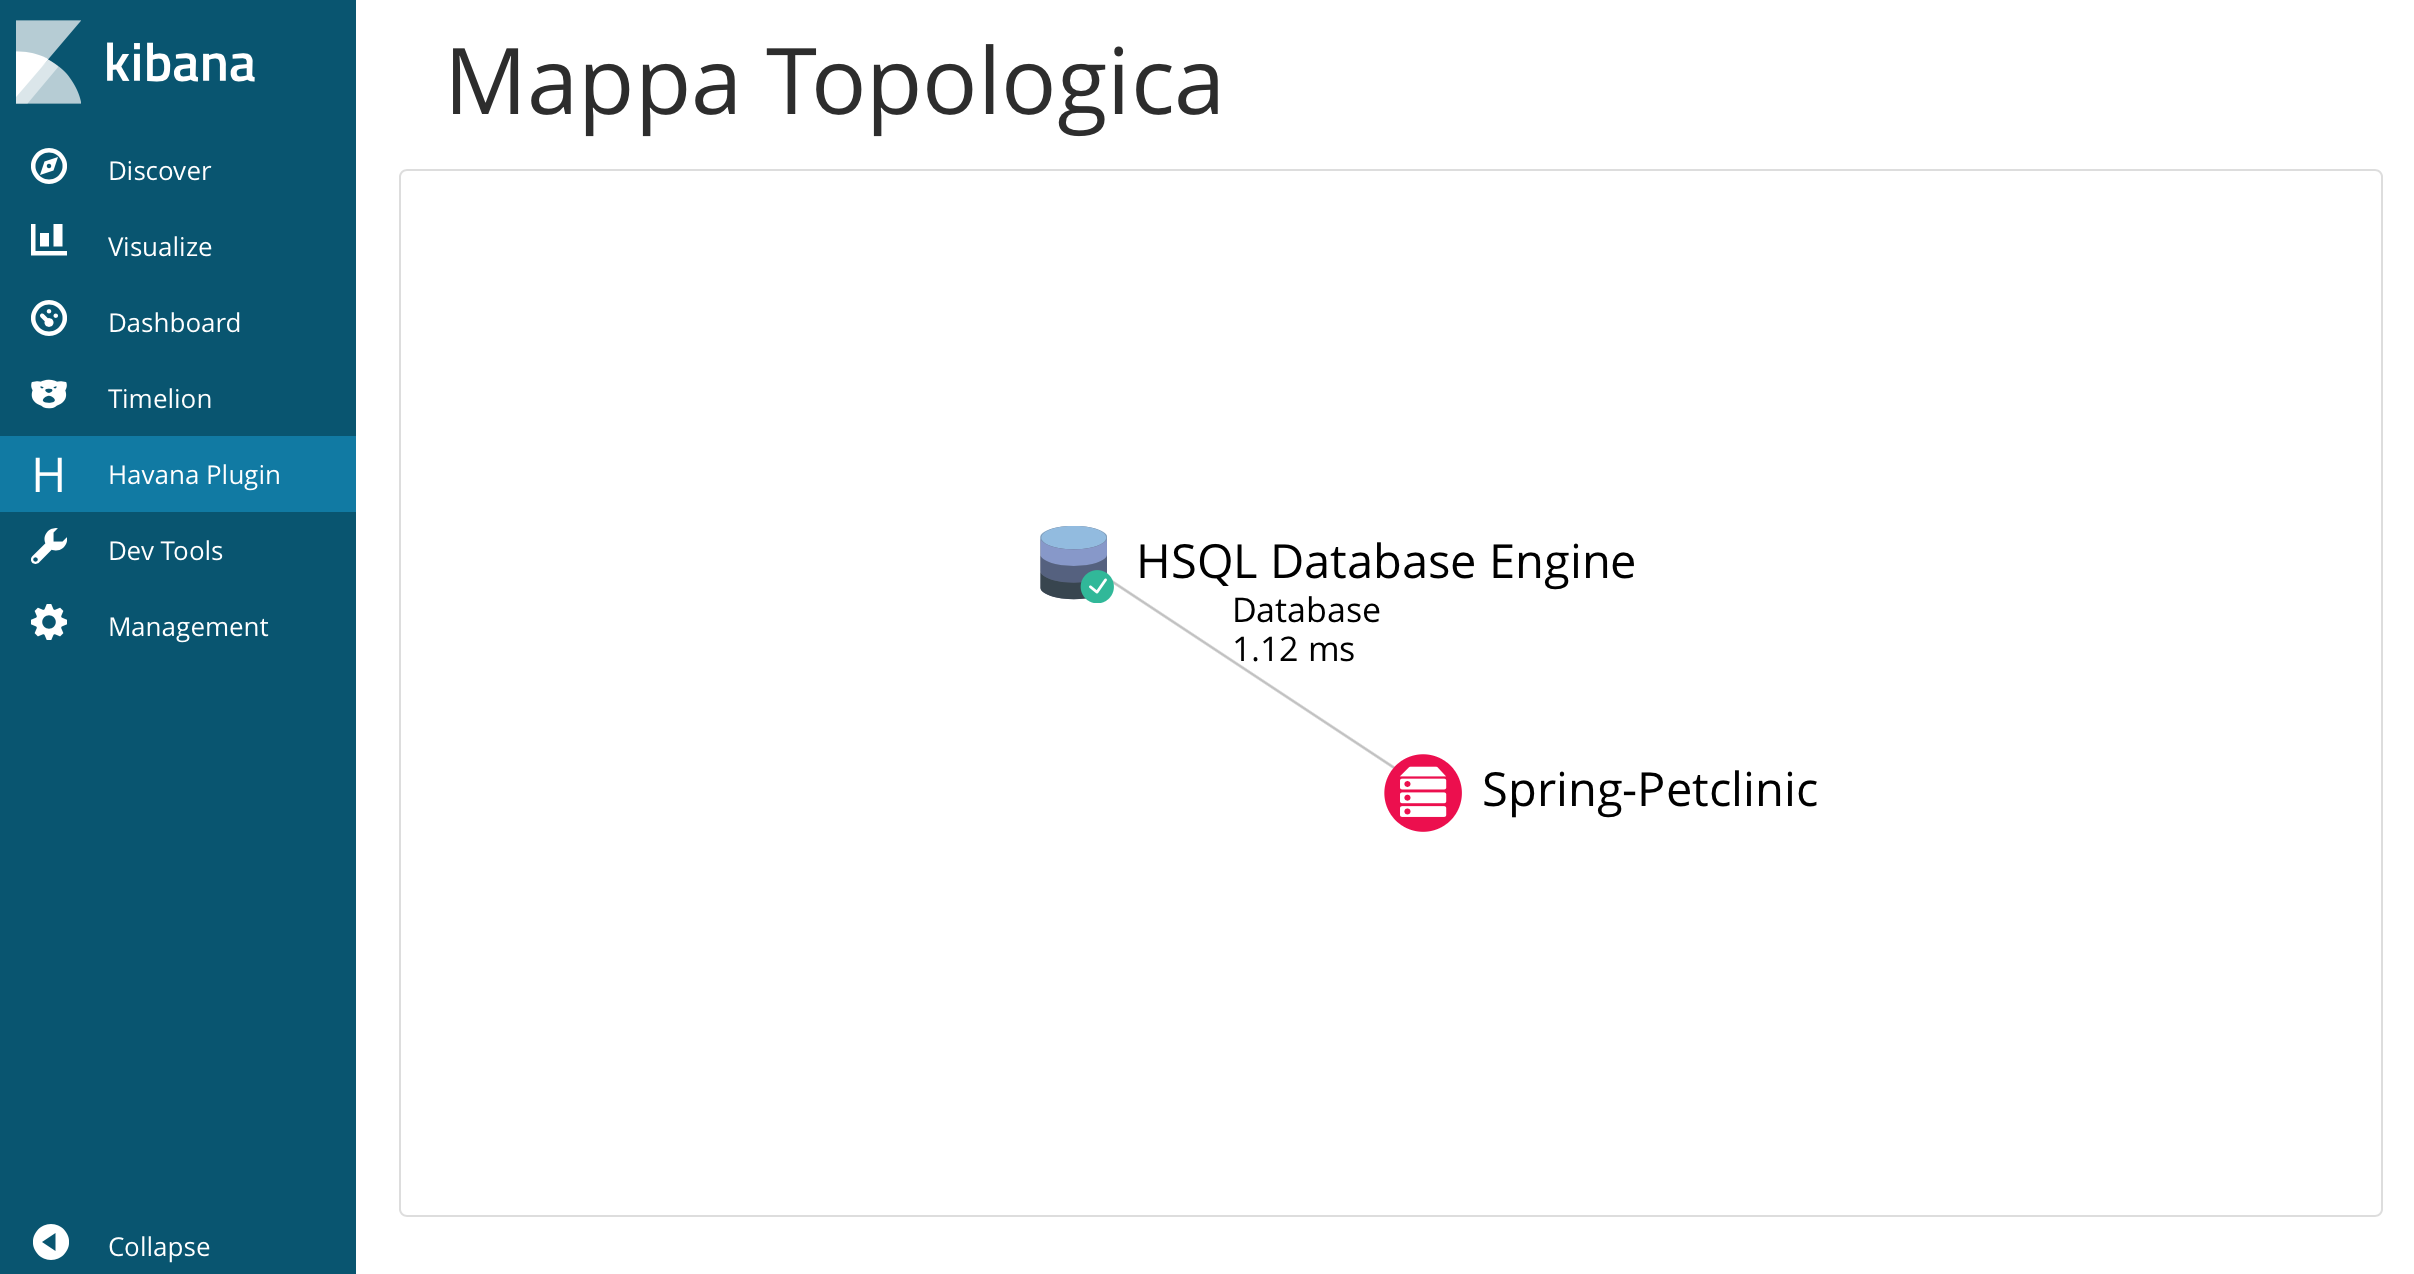 kibana
Discover
Visualize
Dashboard
Timelion
H Havana Plugin
Dev Tools
Management
Collapse
Mappa Topologica
HSQL Database Engine
Database
1.12 ms
Spring-Petclinic